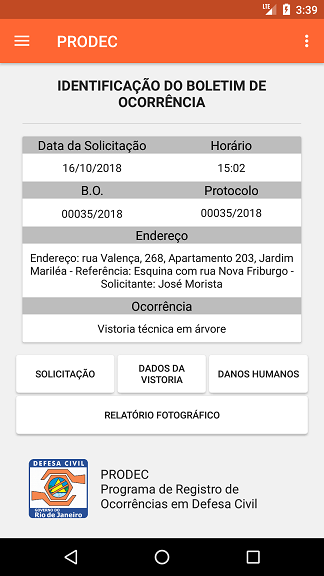 LTE 3:39
PRODEC
IDENTIFICAÇÃO DO BOLETIM DE
OCORRÊNCIA
Data da Solicitação Horário
16/10/2018 15:02
B.O. Protocolo
00035/2018 00035/2018
Endereço
Endereço: rua Valença, 268, Apartamento 203, Jardim
Mariléa - Referência: Esquina com rua Nova Friburgo -
Solicitante: José Morista
Ocorrência
Vistoria técnica em árvore
SOLICITAÇÃO DADOS DA DANOS HUMANOS
VISTORIA
RELATÓRIO FOTOGRÁFICO
DEFESA CIVIL
GOVERNO DO
Rio de Janeiro
PRODEC
Programa de Registro de
Ocorrências em Defesa Civil